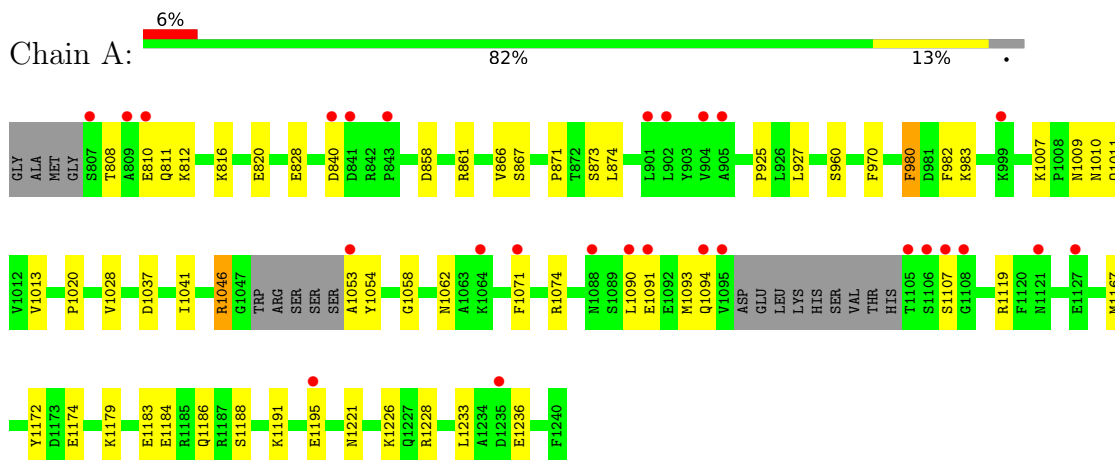 6%
Chain A:
82% 13% •
GLY ALA MET GLY S807 T808 A809 E810 Q811 K812 K816 E820 E828 D840 D841 R842 P843 D858 R861 V866 S867 P871 T872 S873 L874 L901 L902 Y903 V904 A905 P925 L926 L927 S960 F970 F980 D981 F982 K983 K999 K1007 P1008 N1009 N1010 Q1011
V1012 V1013 P1020 V1028 D1037 I1041 R1046 G1047 TRP ARG SER SER SER A1053 Y1054 G1058 N1062 A1063 K1064 F1071 R1074 N1088 S1089 L1090 E1091 E1092 M1093 Q1094 V1095 ASP GLU LEU LYS HIS SER VAL THR HIS T1105 S1106 S1107 G1108 R1119 F1120 N1121 E1127 M1167
Y1172 D1173 E1174 K1179 E1183 E1184 R1185 Q1186 R1187 S1188 K1191 E1195 N1221 K1226 Q1227 R1228 L1233 A1234 D1235 E1236 F1240